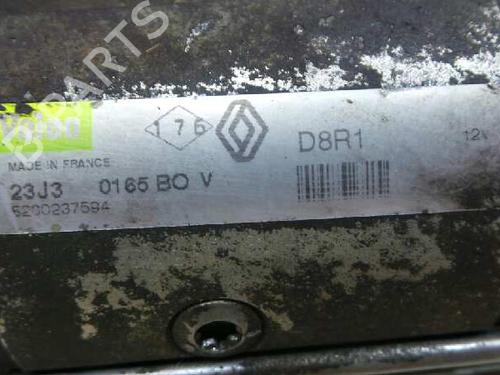 PARTS
Valeo
176
D8R1
12V
MADE IN FRANCE
23J3 0165 BO V
8200237594